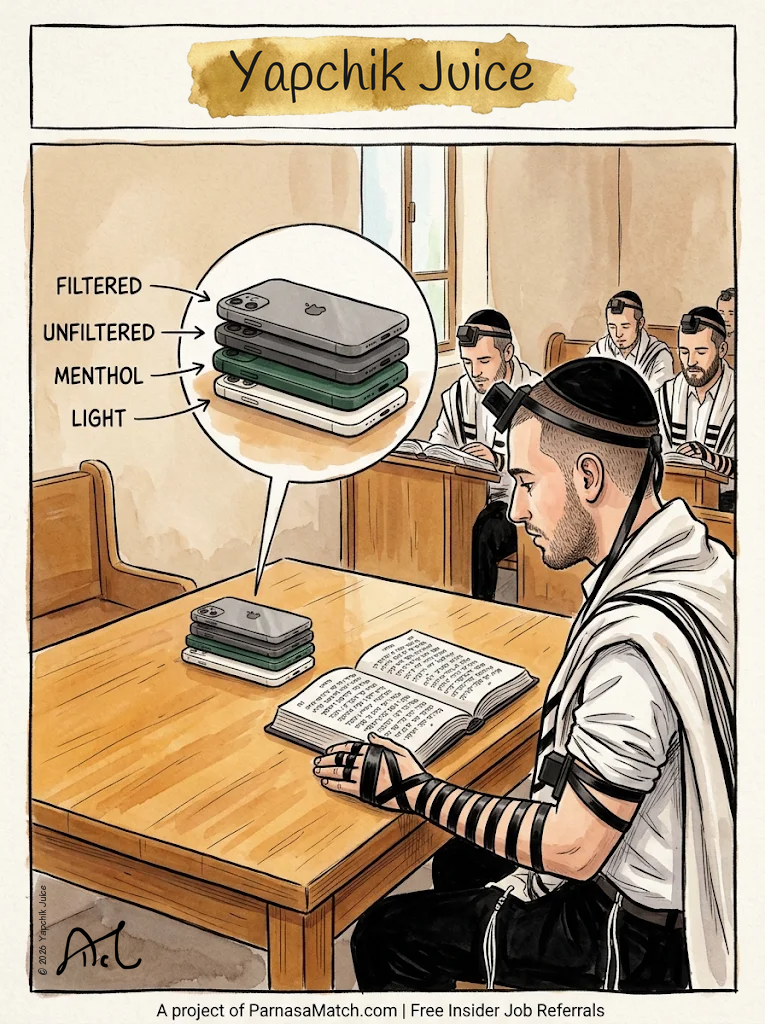 Yapchik Juice
FILTERED
UNFILTERED
MENTHOL
LIGHT
© 2026 Yapchik Juice
A project of ParnasaMatch.com | Free Insider Job Referrals